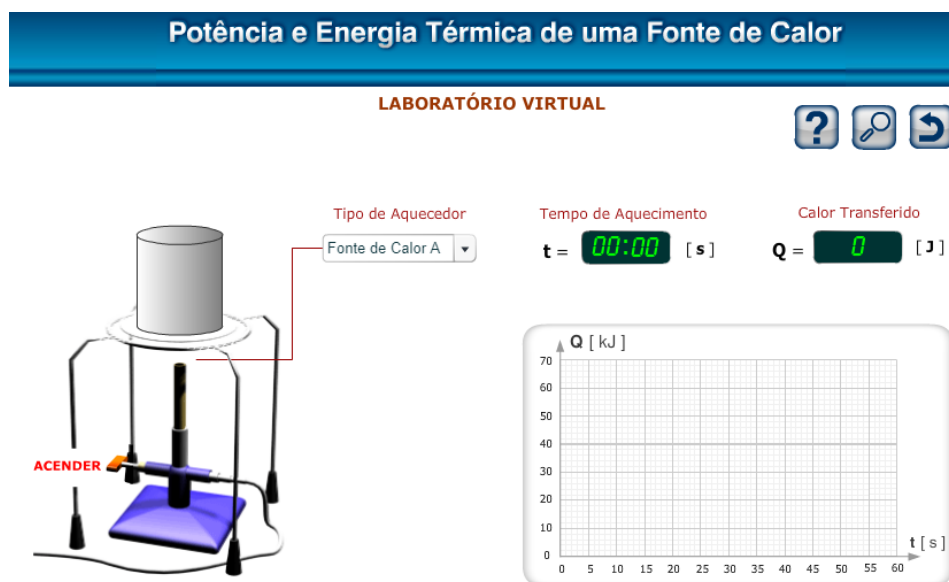 Potência e Energia Térmica de uma Fonte de Calor
LABORATÓRIO VIRTUAL
?
Tipo de Aquecedor
Fonte de Calor A
Tempo de Aquecimento
t = 00:00 [ s ]
Calor Transferido
Q = 0 [ J ]
ACENDER
Q [ kJ ]
70
60
50
40
30
20
10
0
t [ s ]
0 5 10 15 20 25 30 35 40 45 50 55 60